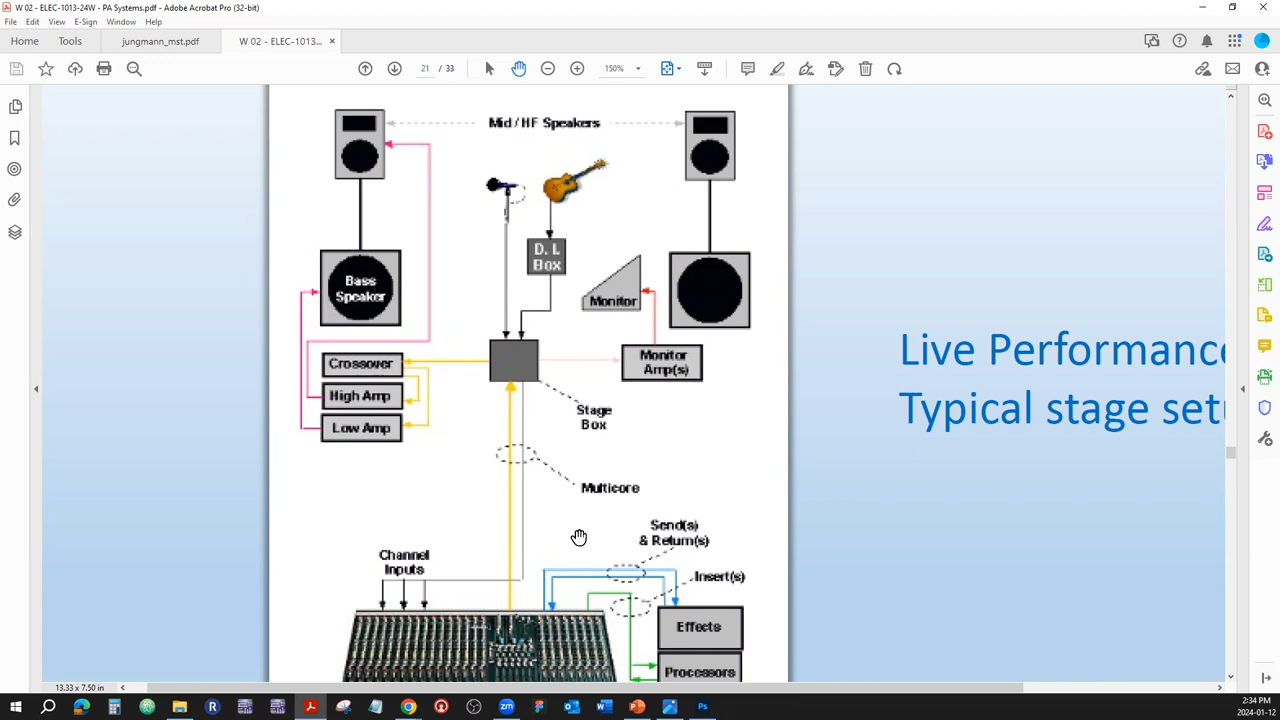 W 02 - ELEC-1013-24W - PA Systems.pdf - Adobe Acrobat Pro (32-bit)
File Edit View E-Sign Window Help
Home Tools jungmann_mst.pdf W 02 - ELEC-1013...
21 / 33 150%
Mid / HF Speakers
D. I.
Box
Bass
Speaker
Monitor
Crossover
Monitor
Amp(s)
High Amp
Low Amp
Stage
Box
Multicore
Live Performance
Typical stage setu
Send(s)
& Return(s)
Channel
Inputs
Insert(s)
Effects
Processors
13.33 x 7.50 in
2:34 PM
2024-01-12